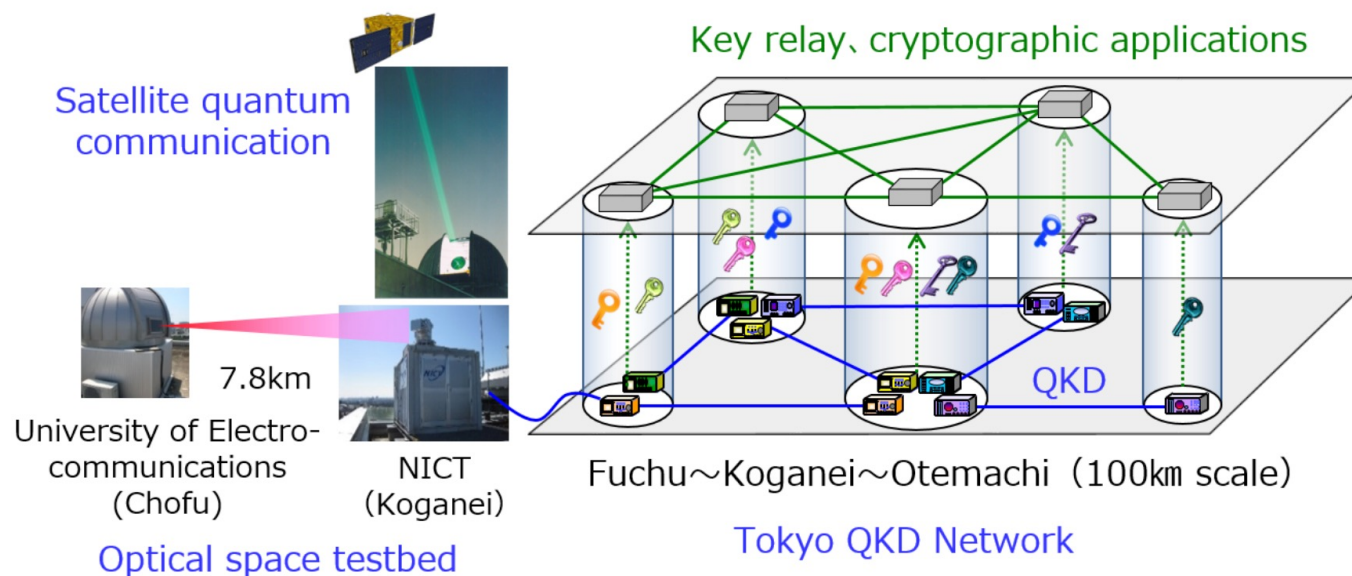 Key relay、cryptographic applications
Satellite quantum
communication
7.8km
NICT
QKD
University of Electro-
communications
(Chofu)
NICT
(Koganei)
Fuchu～Koganei～Otemachi（100㎞ scale）
Optical space testbed
Tokyo QKD Network